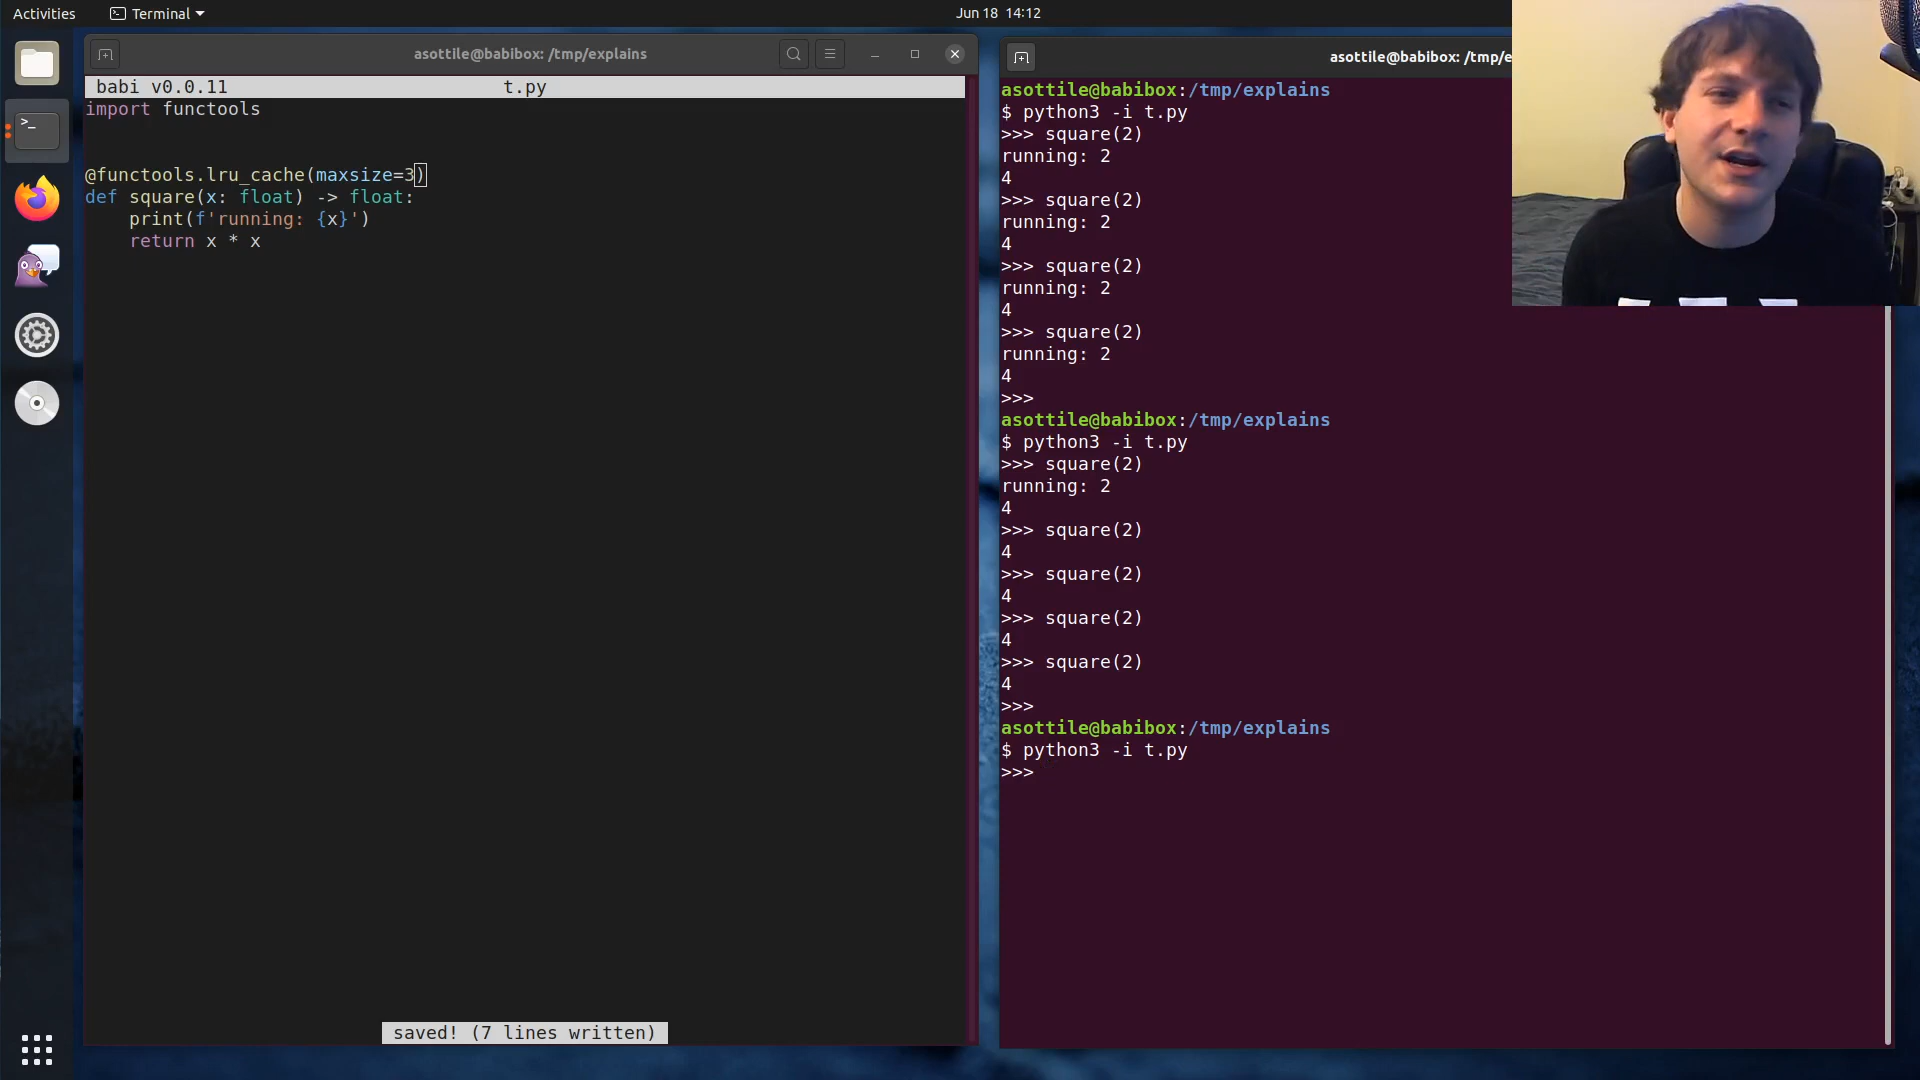 Activities
Terminal
Jun 18 14:12
asottile@babibox: /tmp/explains
babi v0.0.11 t.py
import functools
@functools.lru_cache(maxsize=3)
def square(x: float) -> float:
    print(f'running: {x}')
    return x * x
saved! (7 lines written)
asottile@babibox: /tmp/e
asottile@babibox:/tmp/explains
$ python3 -i t.py
>>> square(2)
running: 2
4
>>> square(2)
running: 2
4
>>> square(2)
running: 2
4
>>> square(2)
running: 2
4
>>>
asottile@babibox:/tmp/explains
$ python3 -i t.py
>>> square(2)
running: 2
4
>>> square(2)
4
>>> square(2)
4
>>> square(2)
4
>>> square(2)
4
>>>
asottile@babibox:/tmp/explains
$ python3 -i t.py
>>>